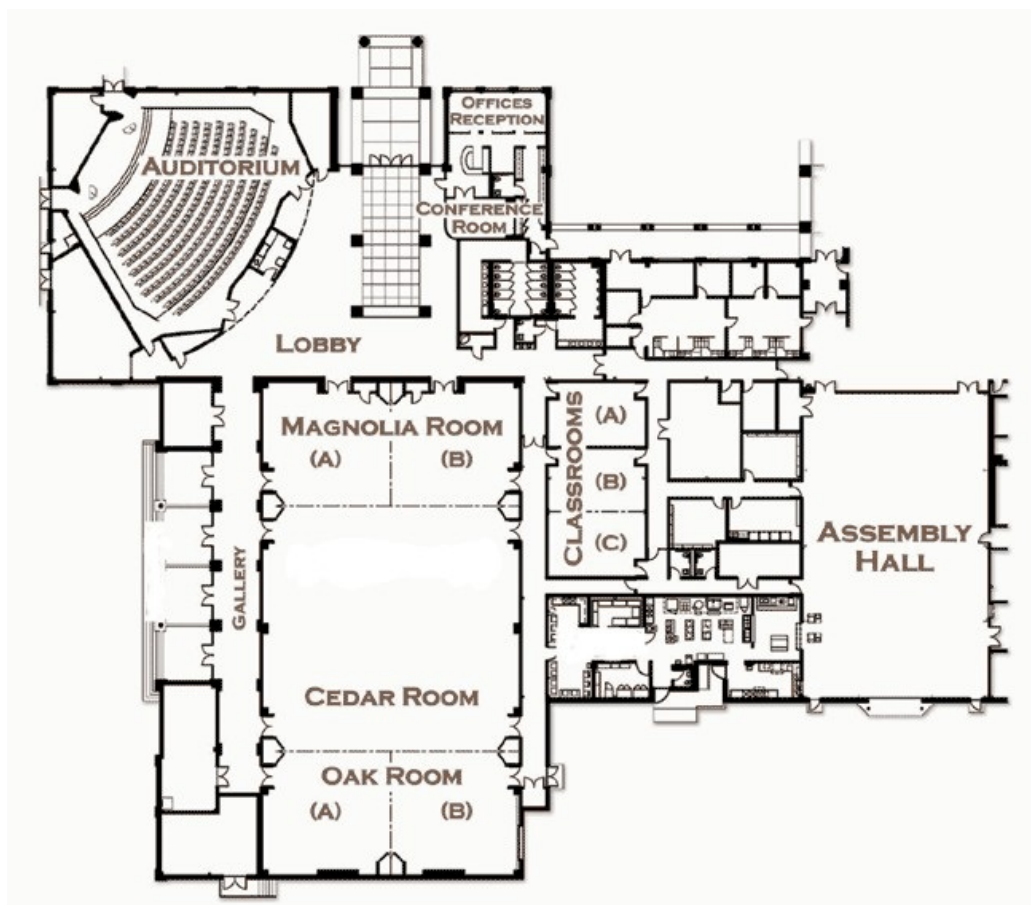 OFFICES
RECEPTION
AUDITORIUM
CONFERENCE
ROOM
LOBBY
MAGNOLIA ROOM
(A)
(B)
CLASSROOMS
(A)
(B)
(C)
ASSEMBLY
HALL
GALLERY
CEDAR ROOM
OAK ROOM
(A)
(B)